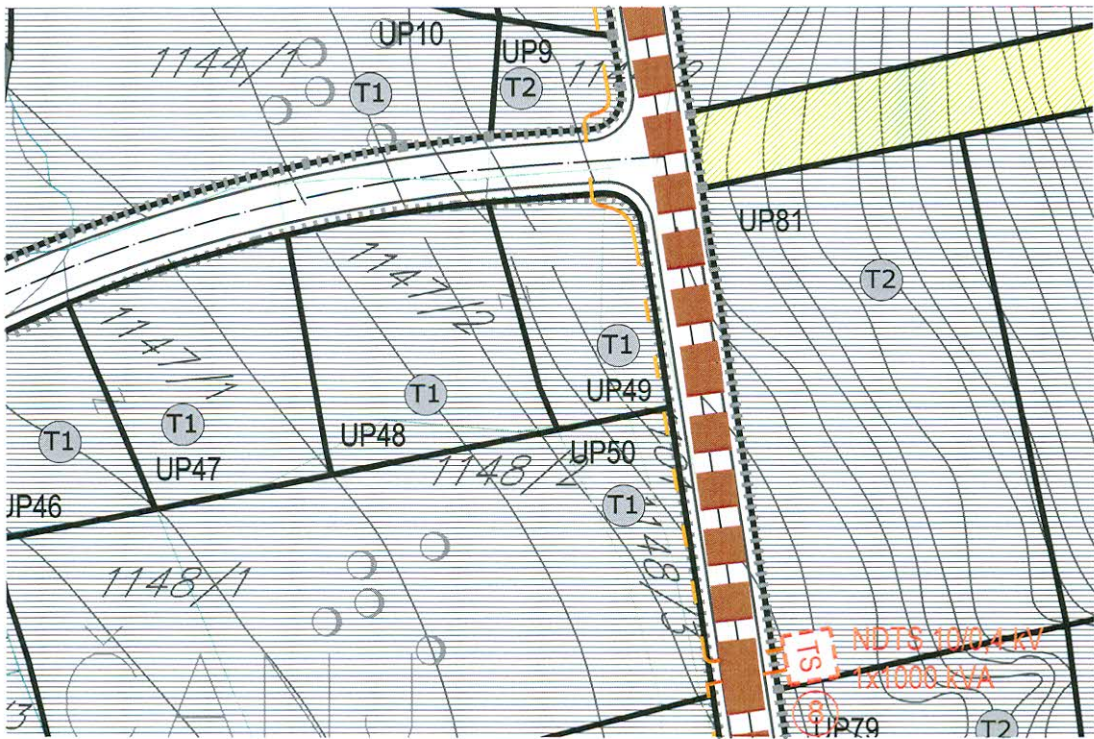 UP10
UP9
1144/1
T1
T2
UP81
T2
1147/2
1147/1
T1
UP49
T1
T1
T1
UP48
UP50
UP47
1148/2
UP46
T1
1148/1
1148/3
ČANJ
NDTS 10/0,4 kV
TS
1x1000 kVA
8
UP79
T2